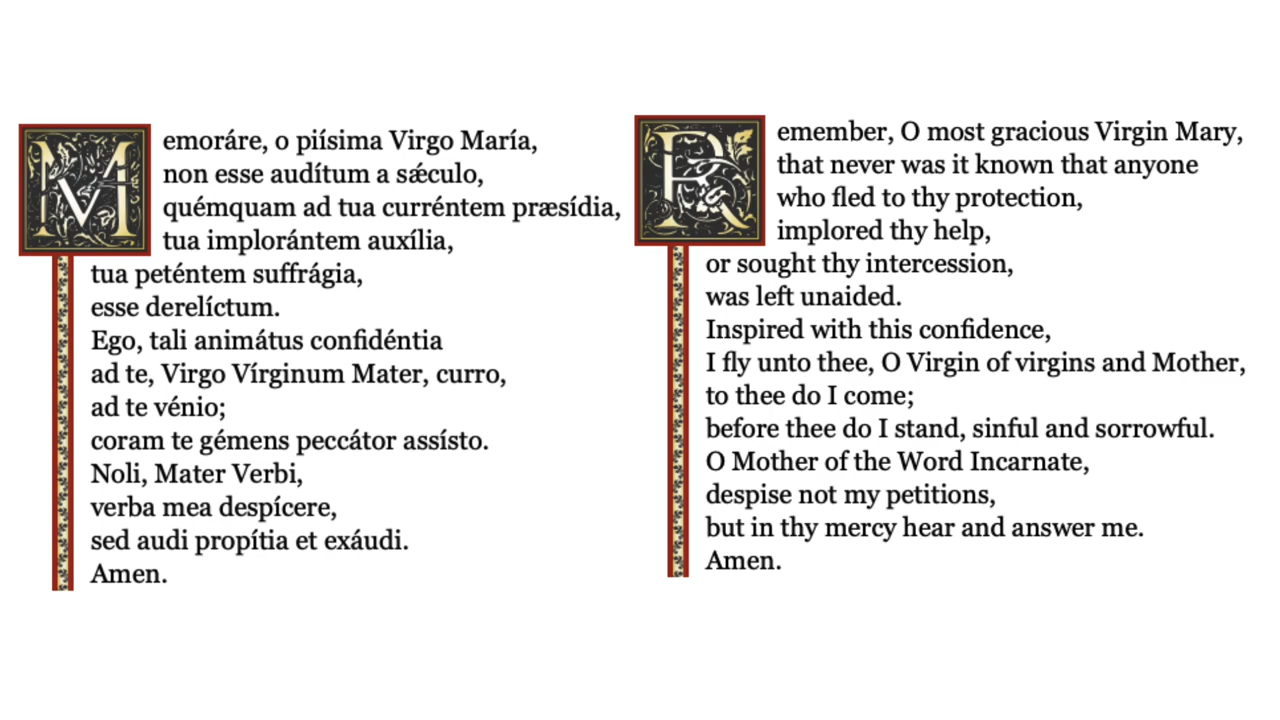 Memoráre, o piísima Virgo María,
non esse audítum a sǽculo,
quémquam ad tua curréntem præsídia,
tua implorántem auxília,
tua peténtem suffrágia,
esse derelíctum.
Ego, tali animátus confidéntia
ad te, Virgo Vírginum Mater, curro,
ad te vénio;
coram te gémens peccátor assísto.
Noli, Mater Verbi,
verba mea despícere,
sed audi propítia et exáudi.
Amen.
Remember, O most gracious Virgin Mary,
that never was it known that anyone
who fled to thy protection,
implored thy help,
or sought thy intercession,
was left unaided.
Inspired with this confidence,
I fly unto thee, O Virgin of virgins and Mother,
to thee do I come;
before thee do I stand, sinful and sorrowful.
O Mother of the Word Incarnate,
despise not my petitions,
but in thy mercy hear and answer me.
Amen.